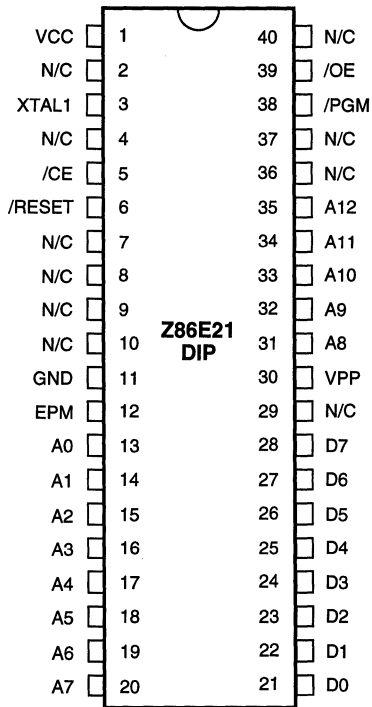 VCC 1 40 N/C
N/C 2 39 /OE
XTAL1 3 38 /PGM
N/C 4 37 N/C
/CE 5 36 N/C
/RESET 6 35 A12
N/C 7 34 A11
N/C 8 33 A10
N/C 9 32 A9
N/C 10 31 A8
Z86E21
DIP
GND 11 30 VPP
EPM 12 29 N/C
A0 13 28 D7
A1 14 27 D6
A2 15 26 D5
A3 16 25 D4
A4 17 24 D3
A5 18 23 D2
A6 19 22 D1
A7 20 21 D0